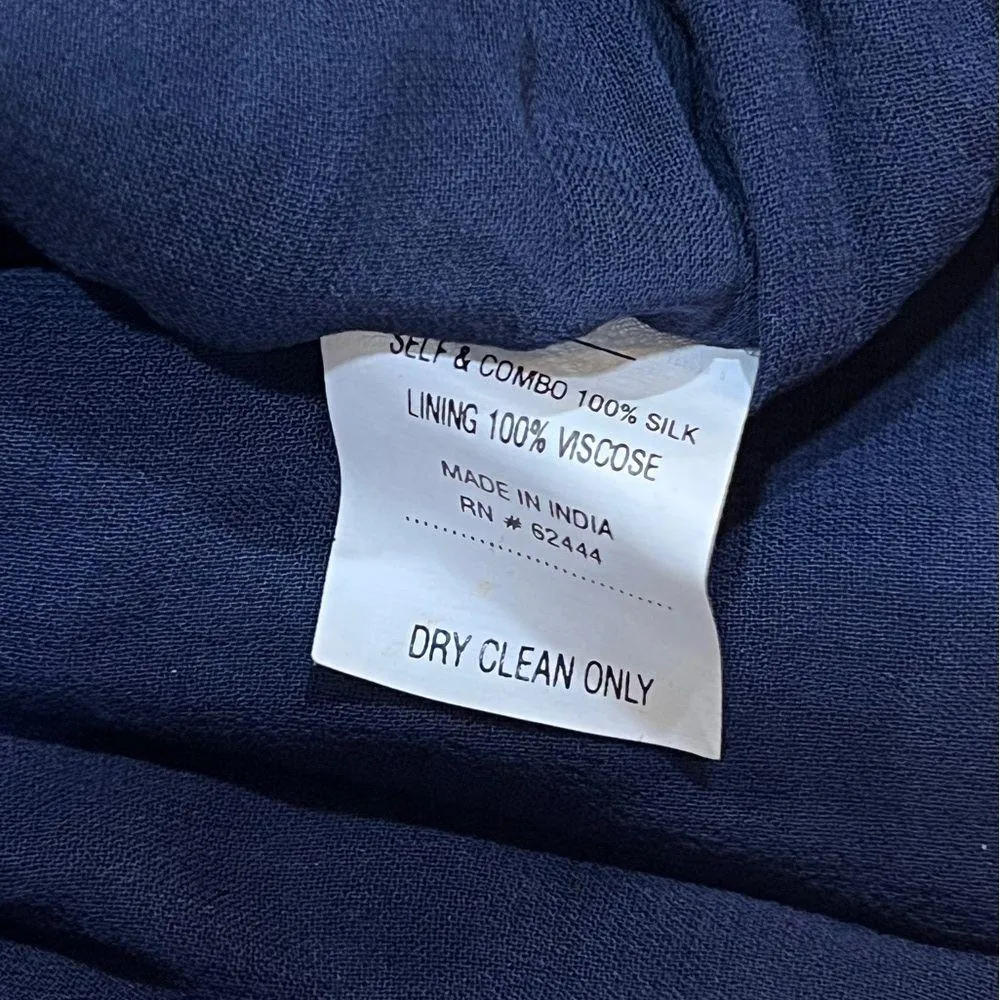 SELF & COMBO 100% SILK
LINING 100% VISCOSE
MADE IN INDIA
RN # 62444
DRY CLEAN ONLY